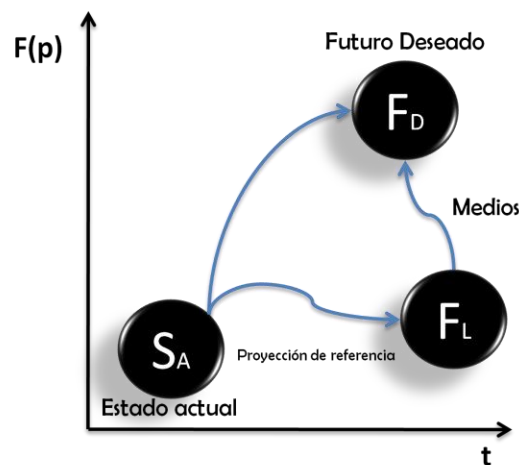 F(p)
Futuro Deseado
FD
Medios
FL
SA
Proyección de referencia
Estado actual
t